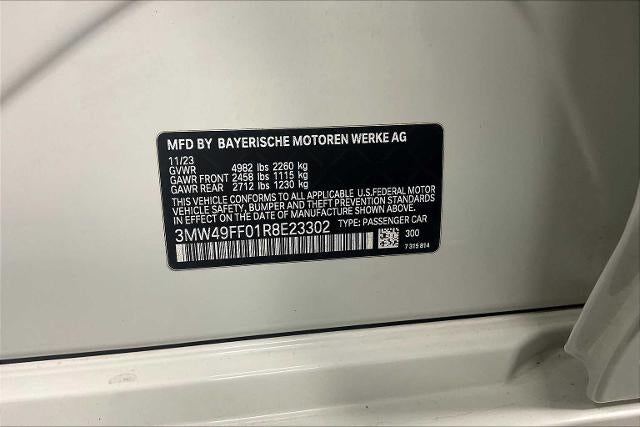 MFD BY BAYERISCHE MOTOREN WERKE AG
11/23
GVWR 4982 lbs 2260 kg
GAWR FRONT 2458 lbs 1115 kg
GAWR REAR 2712 lbs 1230 kg
THIS VEHICLE CONFORMS TO ALL APPLICABLE U.S.FEDERAL MOTOR
VEHICLE SAFETY, BUMPER AND THEFT PREVENTION STANDARDS IN
EFFECT ON THE DATE OF MANUFACTURE SHOWN ABOVE.
3MW49FF01R8E23302 TYPE: PASSENGER CAR
300
7 315 814